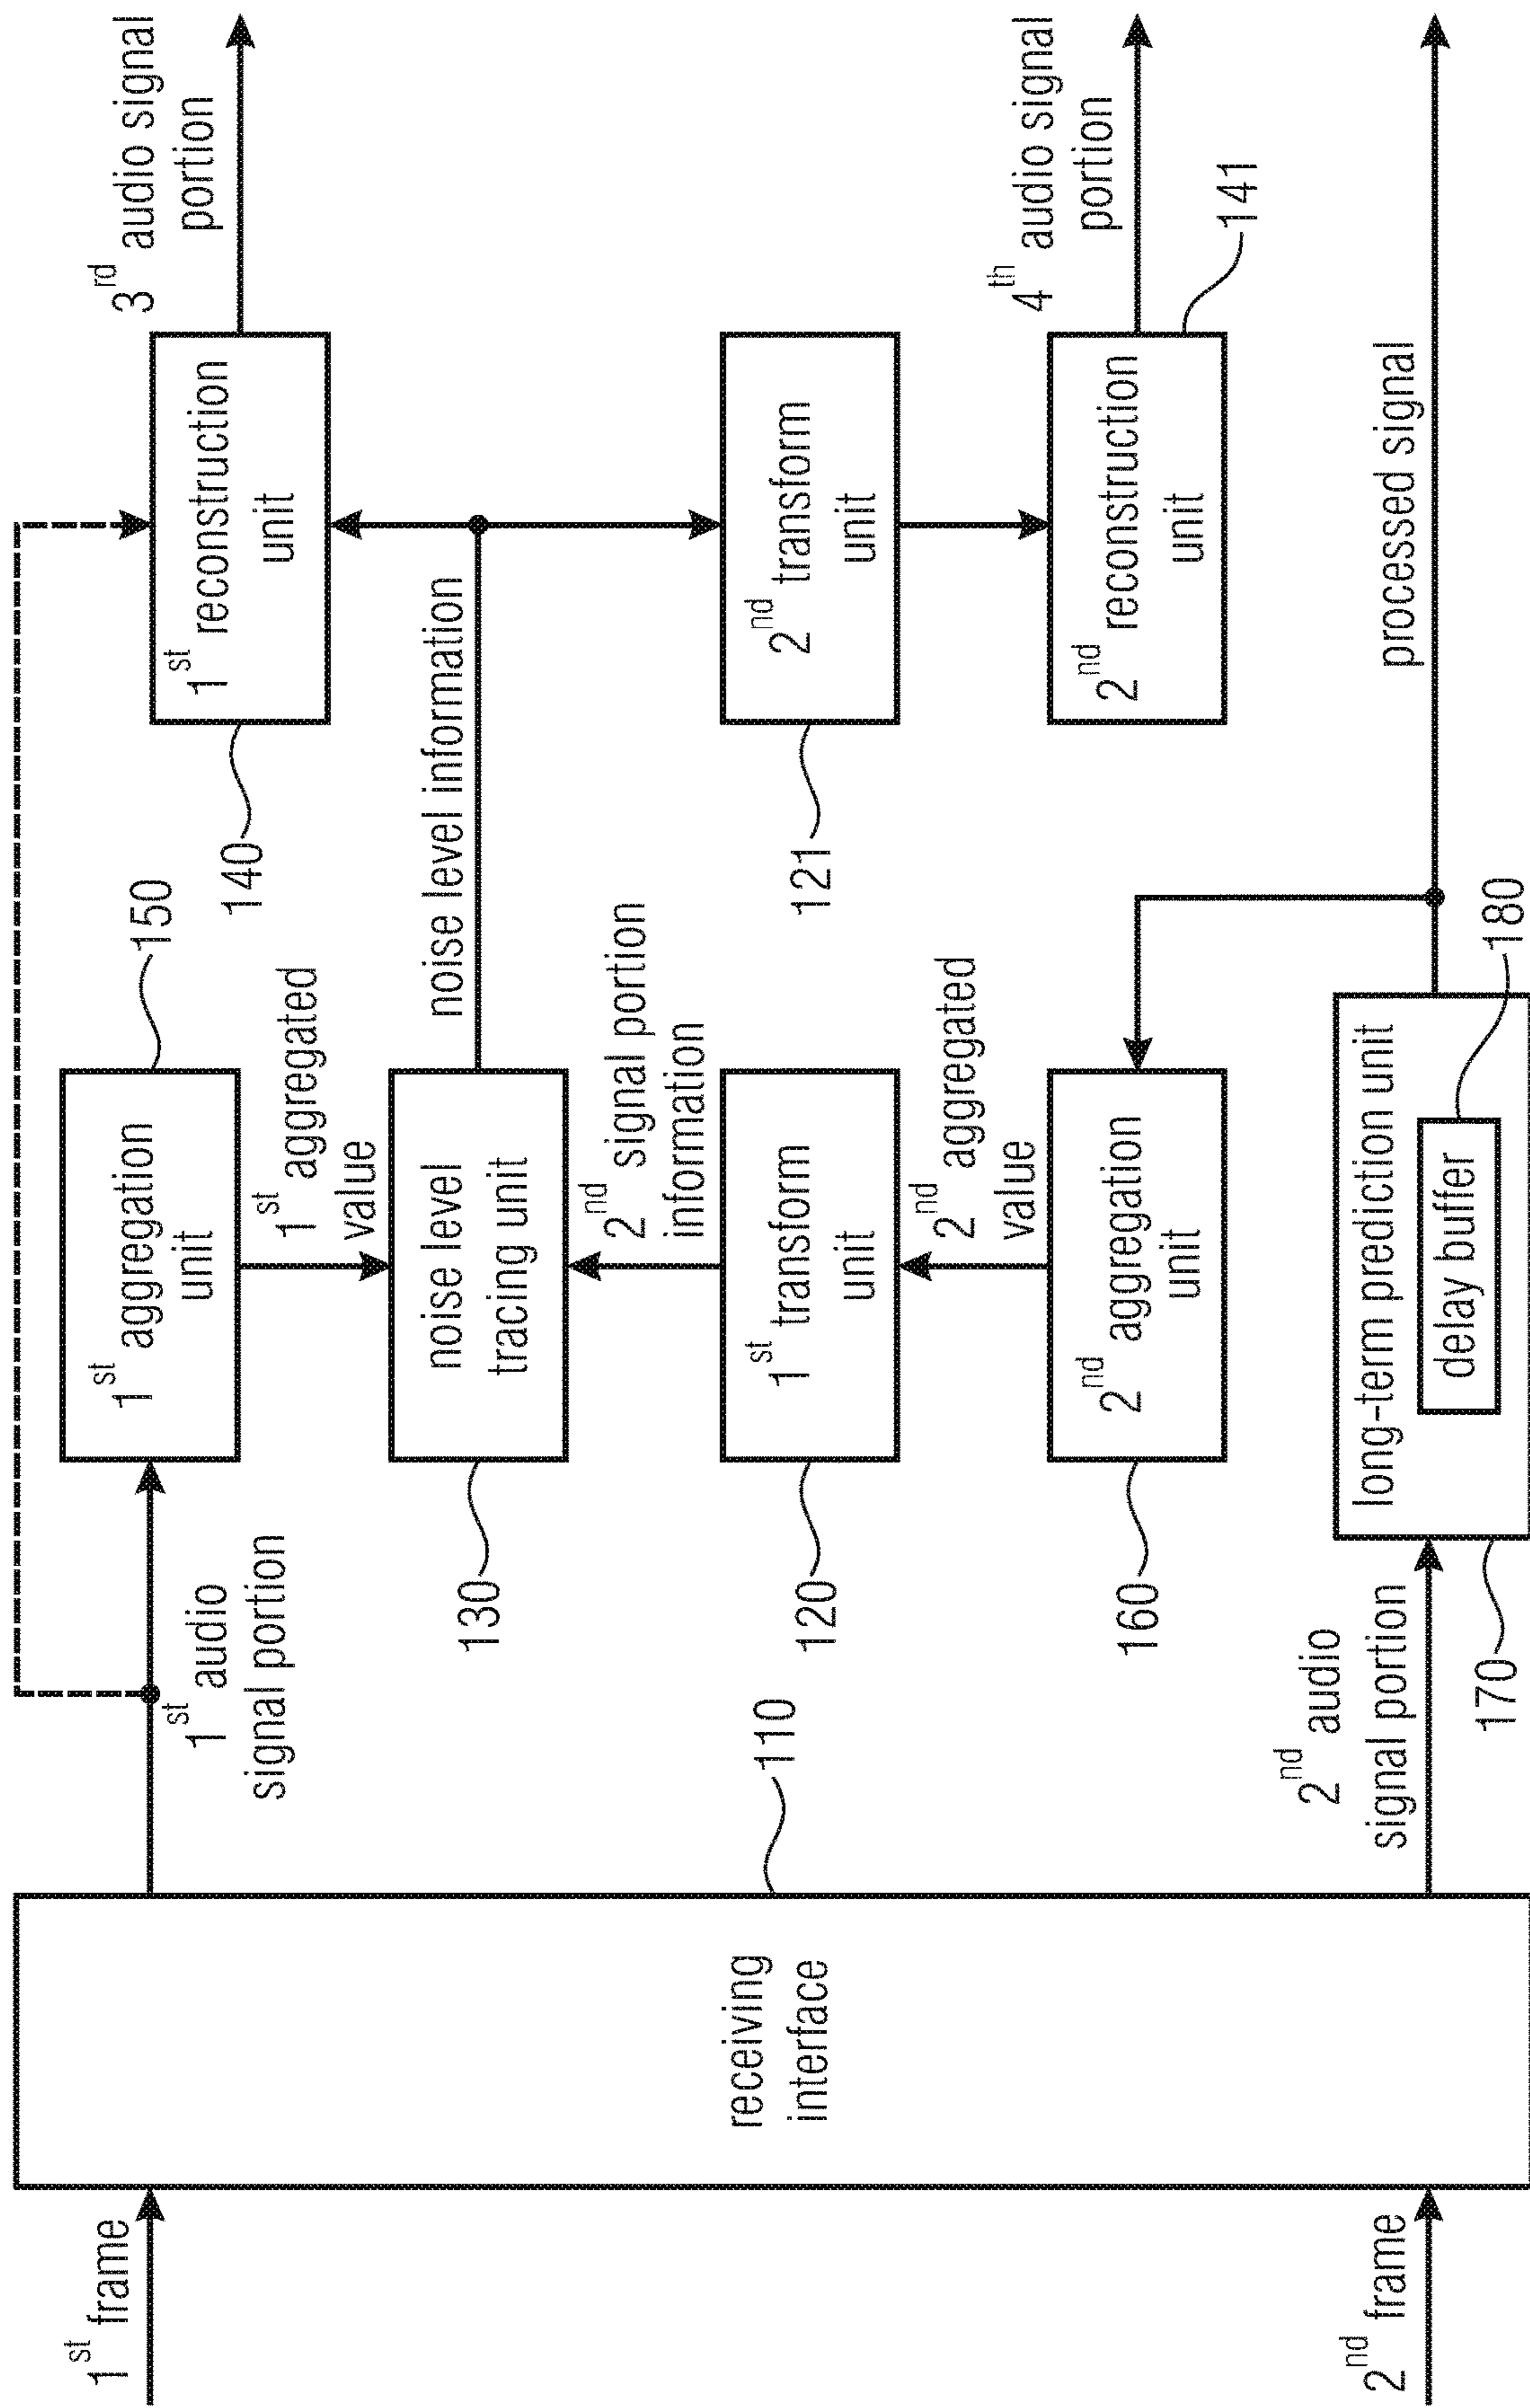 1st frame
2nd frame
receiving
interface
110
1st audio
signal portion
2nd audio
signal portion
1st aggregation
unit
150
1st aggregated
value
noise level
tracing unit
130
noise level information
2nd signal portion
information
1st transform
unit
120
2nd aggregated
value
2nd aggregation
unit
160
long-term prediction unit
delay buffer
170
180
1st reconstruction
unit
140
3rd audio signal
portion
2nd transform
unit
121
2nd reconstruction
unit
141
4th audio signal
portion
processed signal